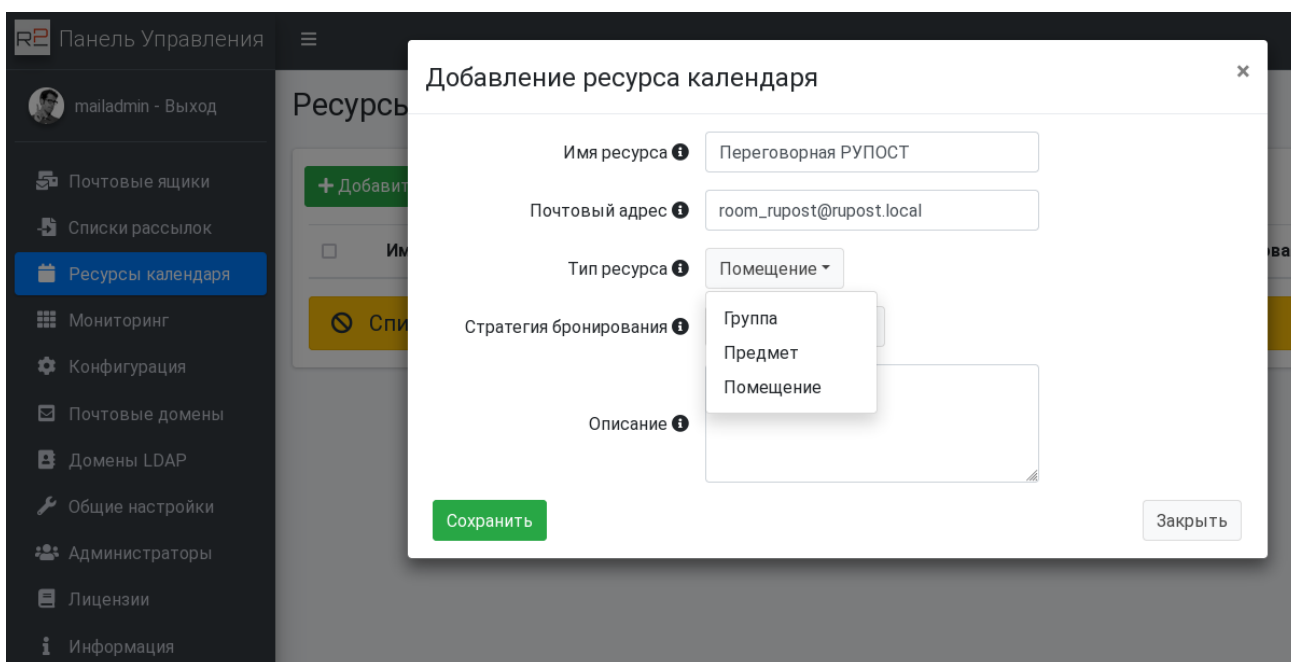 R2 Панель Управления
mailadmin - Выход
Почтовые ящики
Списки рассылок
Ресурсы календаря
Мониторинг
Конфигурация
Почтовые домены
Домены LDAP
Общие настройки
Администраторы
Лицензии
Информация
Ресурсы
Добавит
Им
Спи
ова
Добавление ресурса календаря
×
Имя ресурса
Переговорная РУПОСТ
Почтовый адрес
room_rupost@rupost.local
Тип ресурса
Помещение
Группа
Предмет
Помещение
Стратегия бронирования
Описание
Сохранить
Закрыть